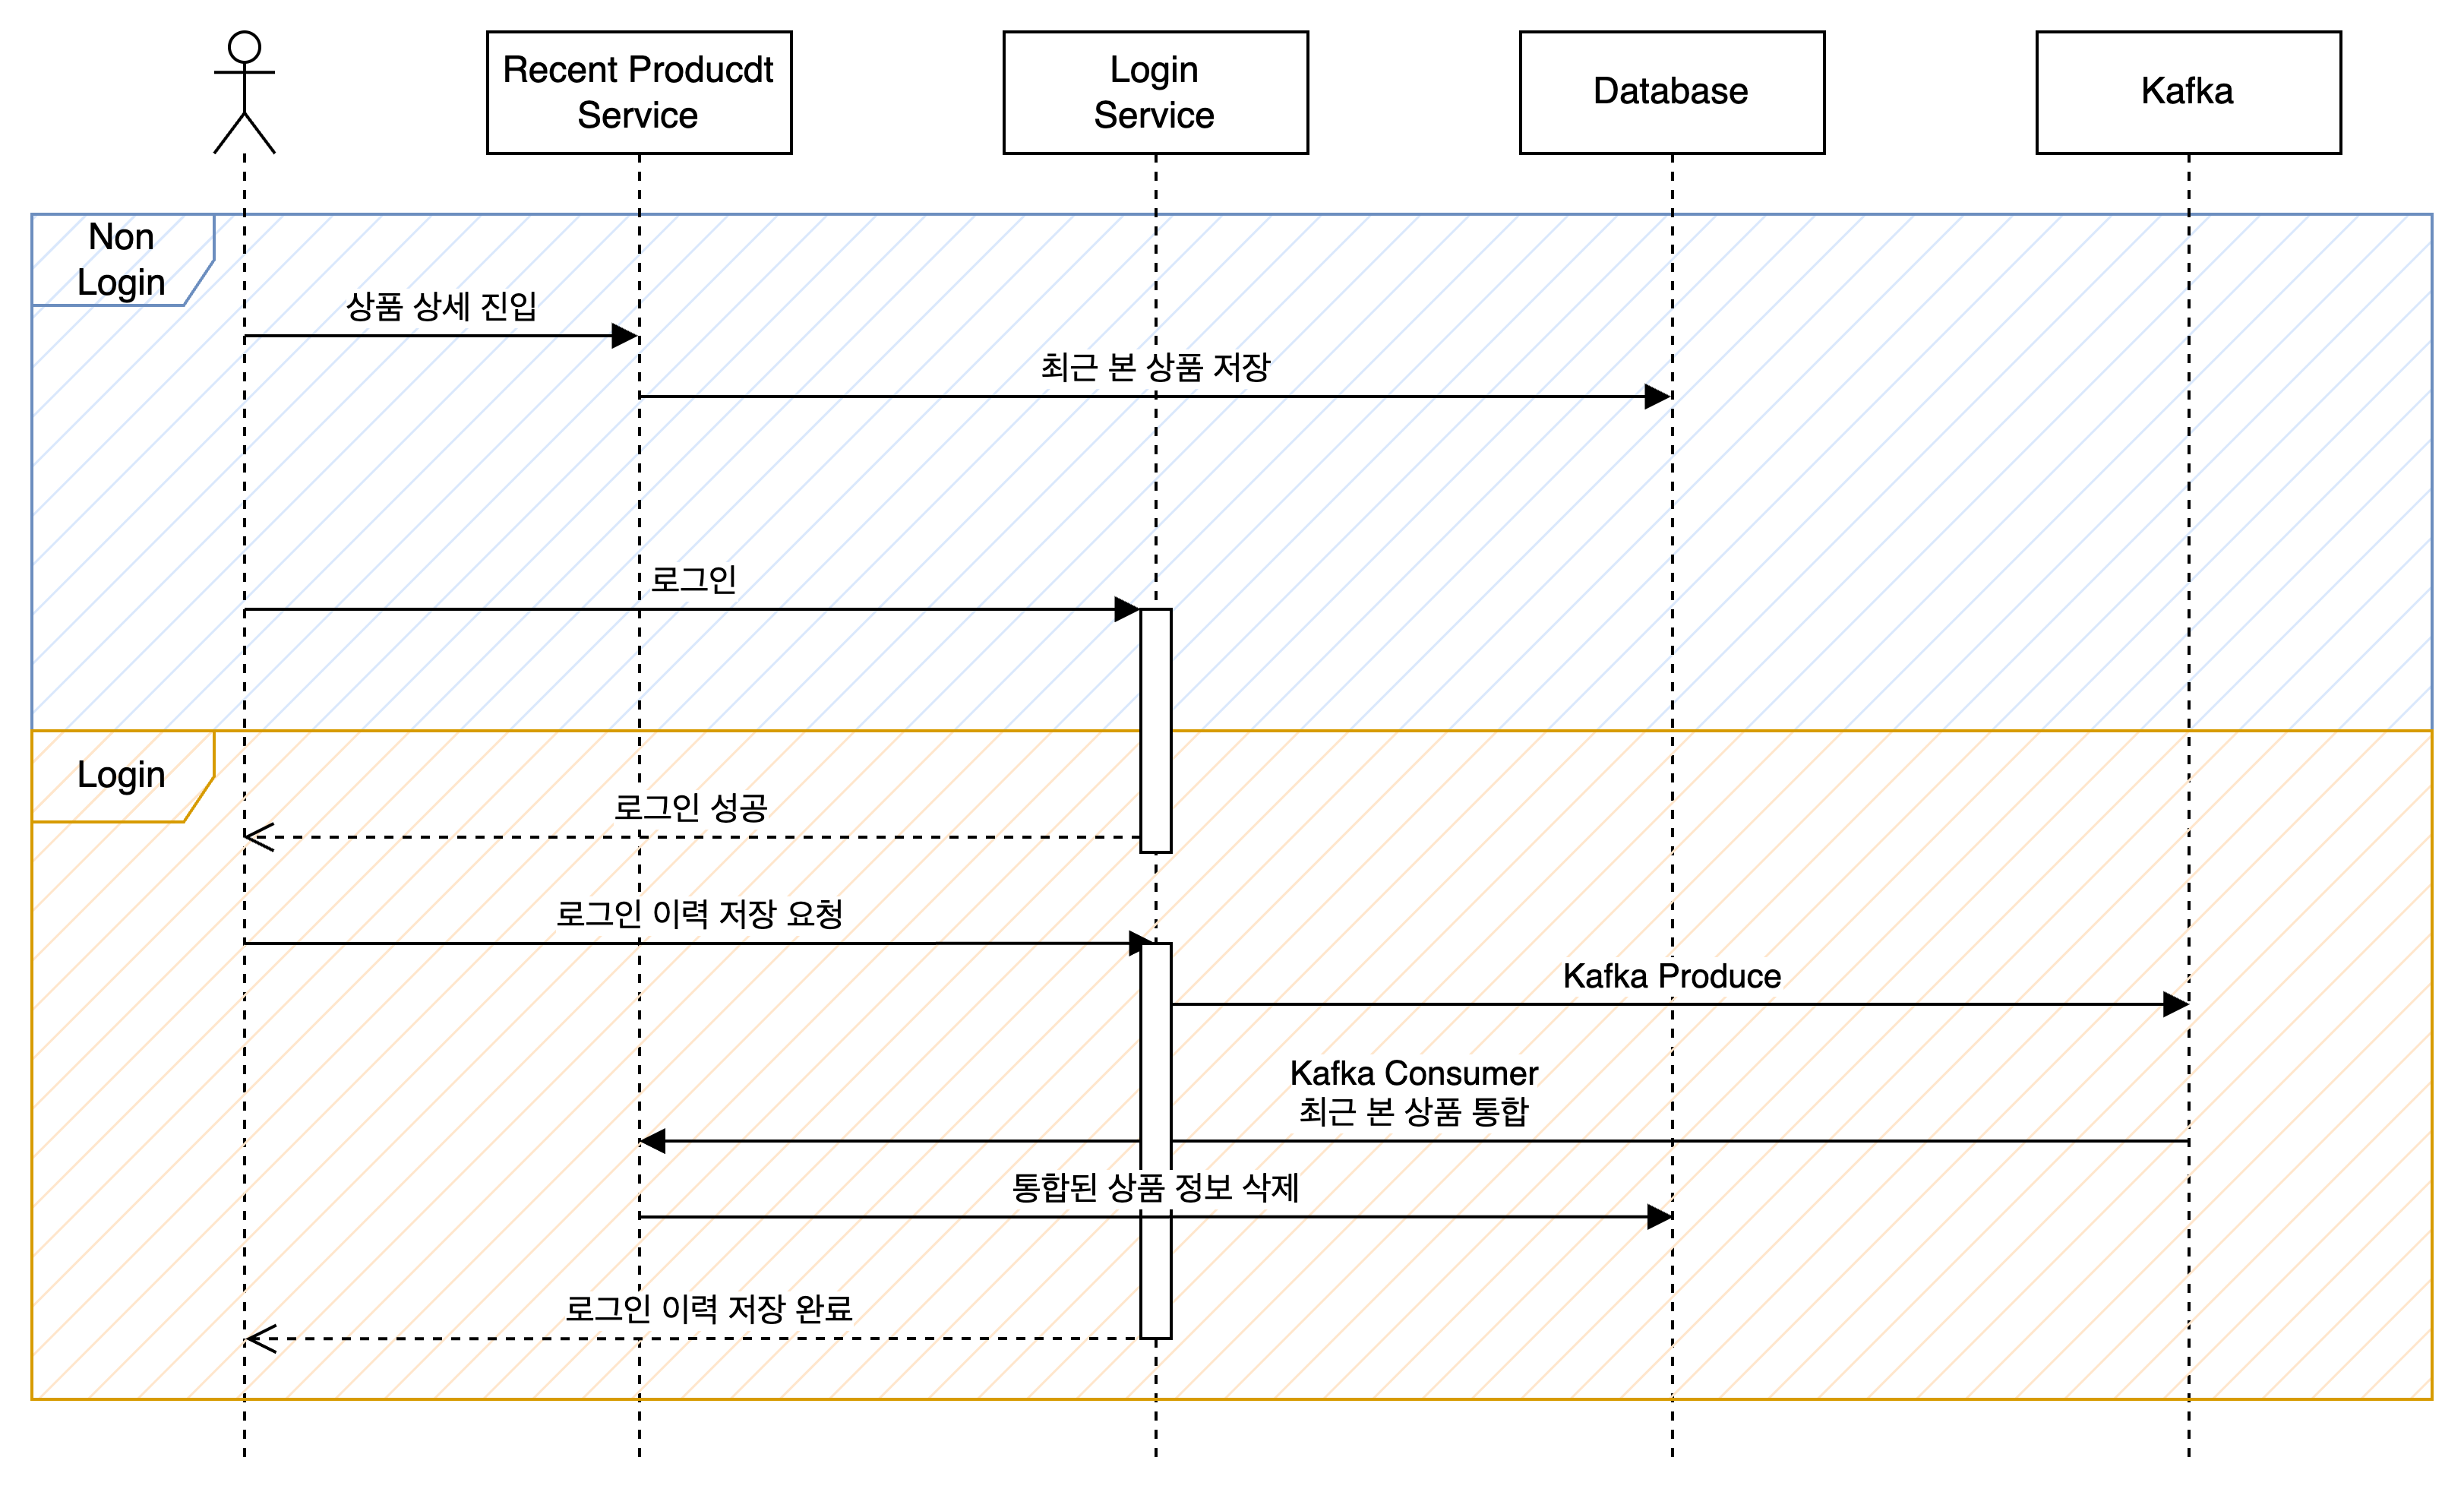 Recent Producdt
Service
Login
Service
Database
Kafka
Non
Login
상품 상세 진입
최근 본 상품 저장
로그인
Login
로그인 성공
로그인 이력 저장 요청
Kafka Produce
Kafka Consumer
최근 본 상품 통합
통합된 상품 정보 삭제
로그인 이력 저장 완료